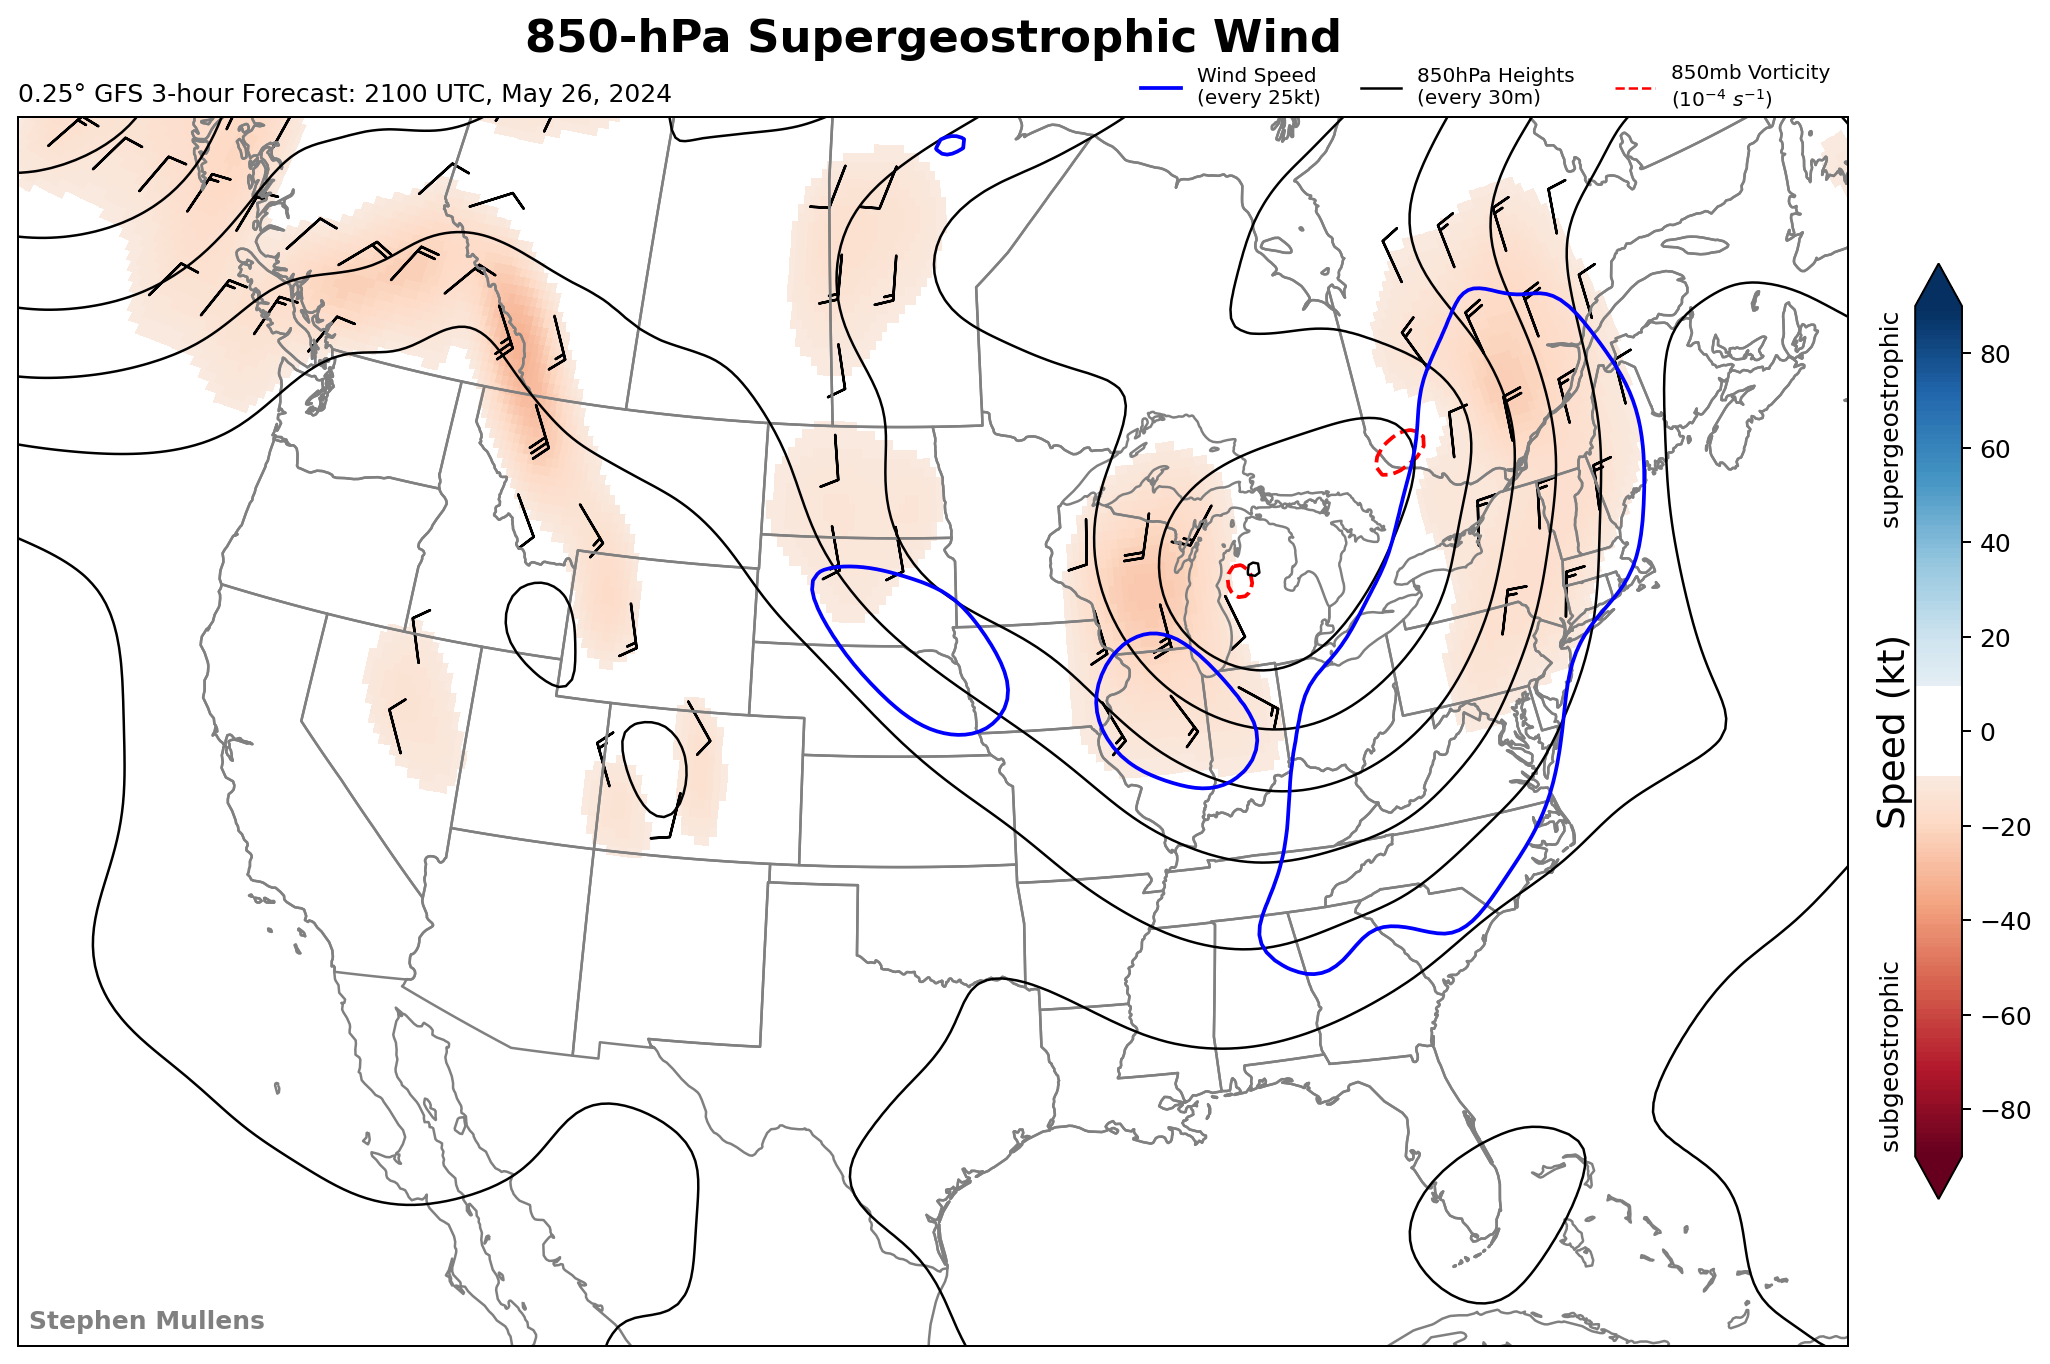 850-hPa Supergeostrophic Wind
0.25° GFS 3-hour Forecast: 2100 UTC, May 26, 2024
Wind Speed
(every 25kt)
850hPa Heights
(every 30m)
850mb Vorticity
(10⁻⁴ s⁻¹)
supergeostrophic
Speed (kt)
subgeostrophic
80
60
40
20
0
−20
−40
−60
−80
Stephen Mullens